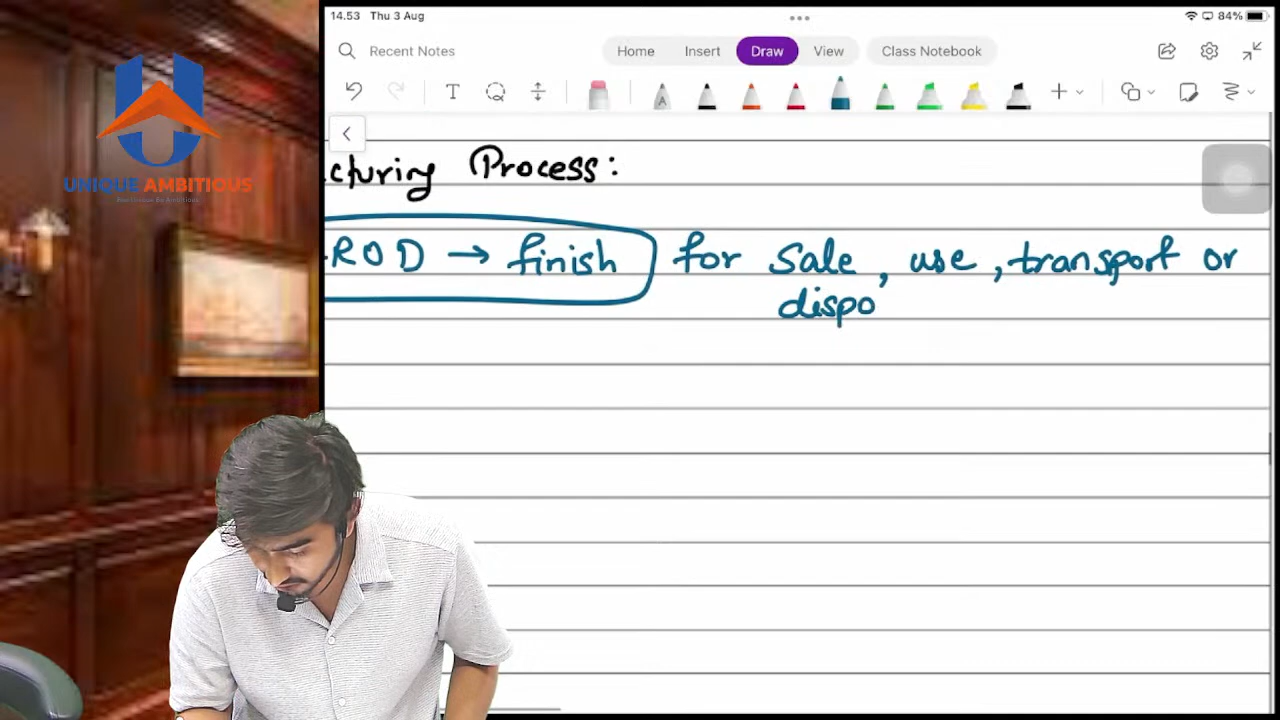 14.53 Thu 3 Aug
84%
Recent Notes
Home Insert Draw View Class Notebook
UNIQUE AMBITIOUS
cturing Process:
ROD → finish for sale, use, transport or
dispo